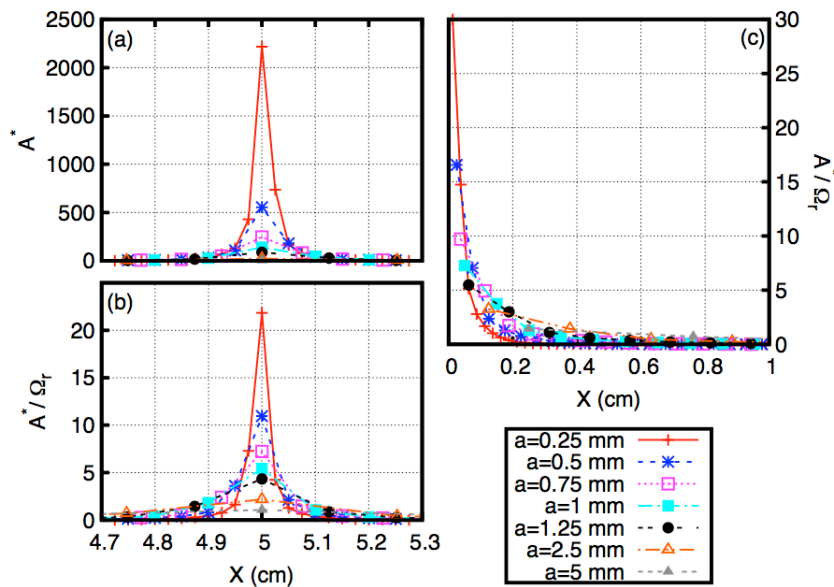 (a)
2500
2000
1500
1000
500
0
A*
(b)
20
15
10
5
0
A* / Ωr
4.7 4.8 4.9 5 5.1 5.2 5.3
X (cm)
(c)
30
25
20
15
10
5
0
A* / Ωr
0 0.2 0.4 0.6 0.8 1
X (cm)
a=0.25 mm
a=0.5 mm
a=0.75 mm
a=1 mm
a=1.25 mm
a=2.5 mm
a=5 mm